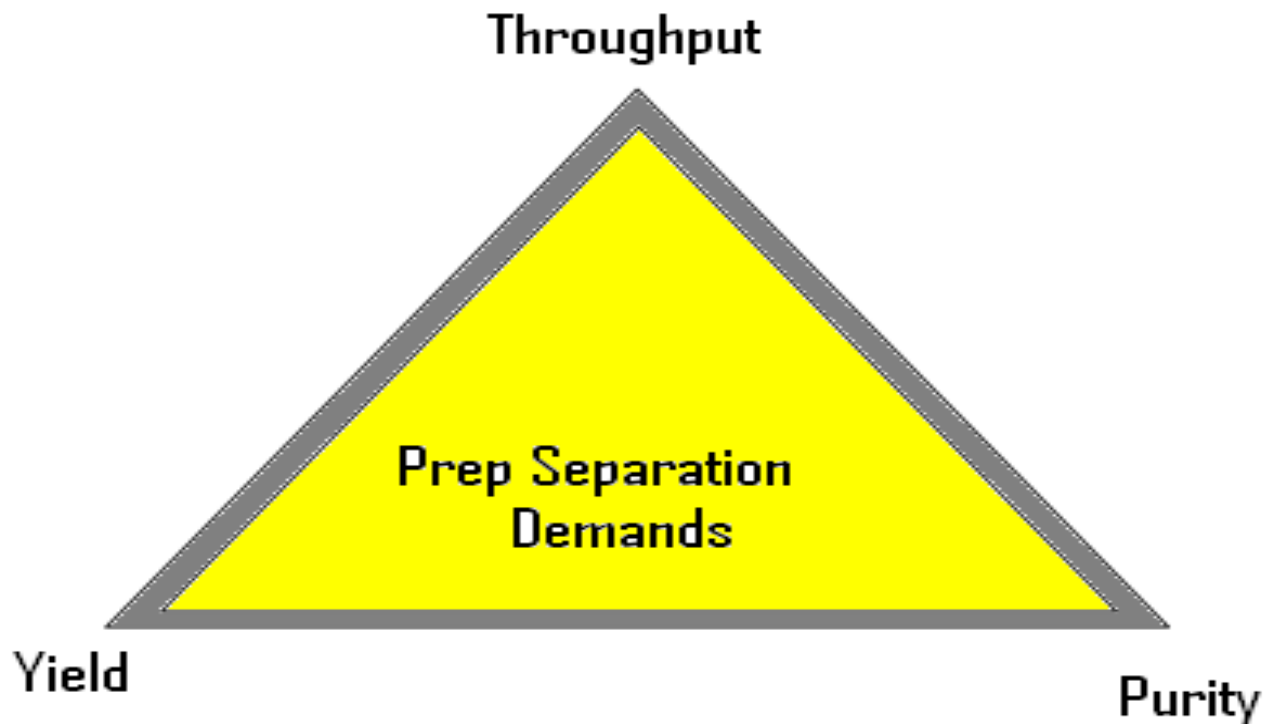 Throughput
Prep Separation
Demands
Yield
Purity